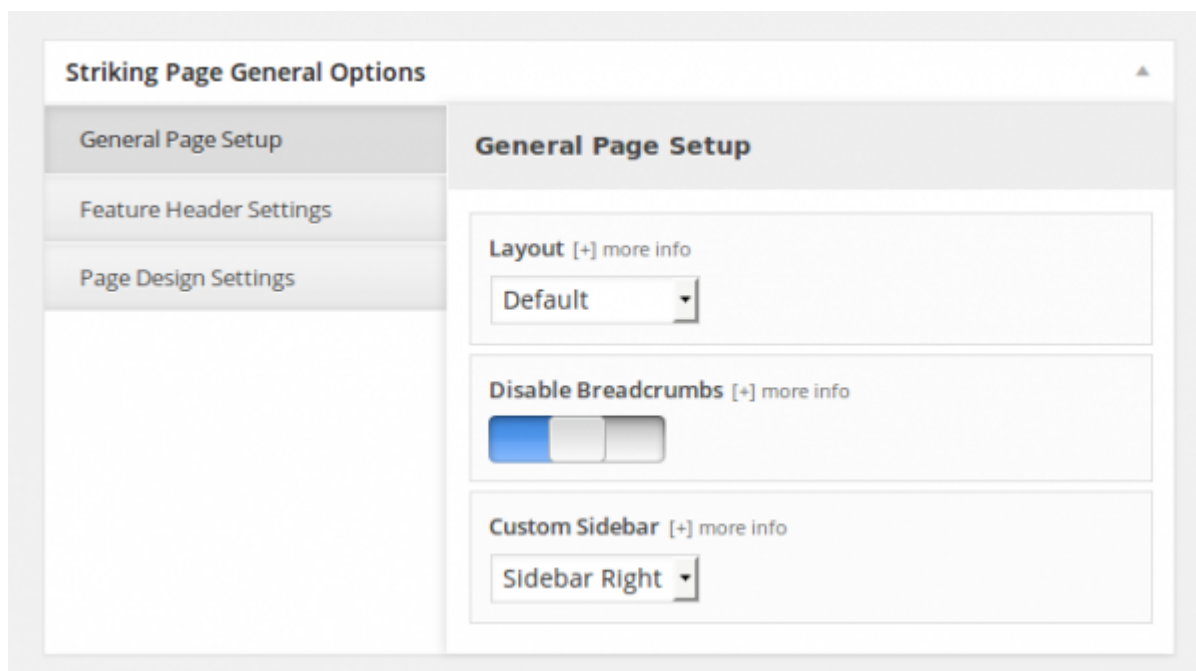 Striking Page General Options
General Page Setup
Feature Header Settings
Page Design Settings
General Page Setup
Layout [+] more info
Default
Disable Breadcrumbs [+] more info
Custom Sidebar [+] more info
Sidebar Right